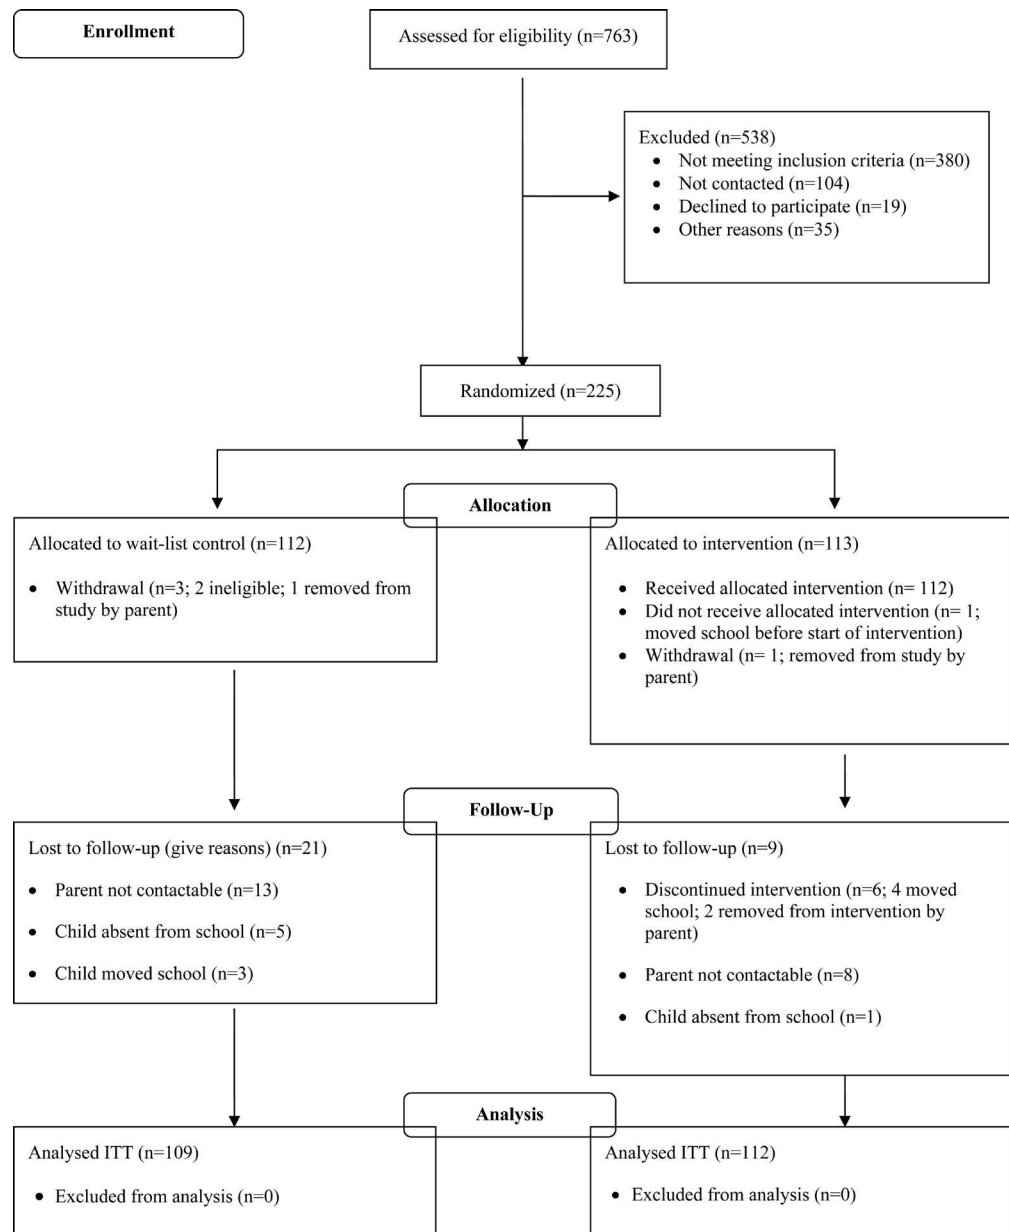 Enrollment
Assessed for eligibility (n=763)
Excluded (n=538)
• Not meeting inclusion criteria (n=380)
• Not contacted (n=104)
• Declined to participate (n=19)
• Other reasons (n=35)
Randomized (n=225)
Allocation
Allocated to wait-list control (n=112)
• Withdrawal (n=3; 2 ineligible; 1 removed from
study by parent)
Allocated to intervention (n=113)
• Received allocated intervention (n= 112)
• Did not receive allocated intervention (n= 1;
moved school before start of intervention)
• Withdrawal (n= 1; removed from study by
parent)
Follow-Up
Lost to follow-up (give reasons) (n=21)
• Parent not contactable (n=13)
• Child absent from school (n=5)
• Child moved school (n=3)
Lost to follow-up (n=9)
• Discontinued intervention (n=6; 4 moved
school; 2 removed from intervention by
parent)
• Parent not contactable (n=8)
• Child absent from school (n=1)
Analysis
Analysed ITT (n=109)
• Excluded from analysis (n=0)
Analysed ITT (n=112)
• Excluded from analysis (n=0)